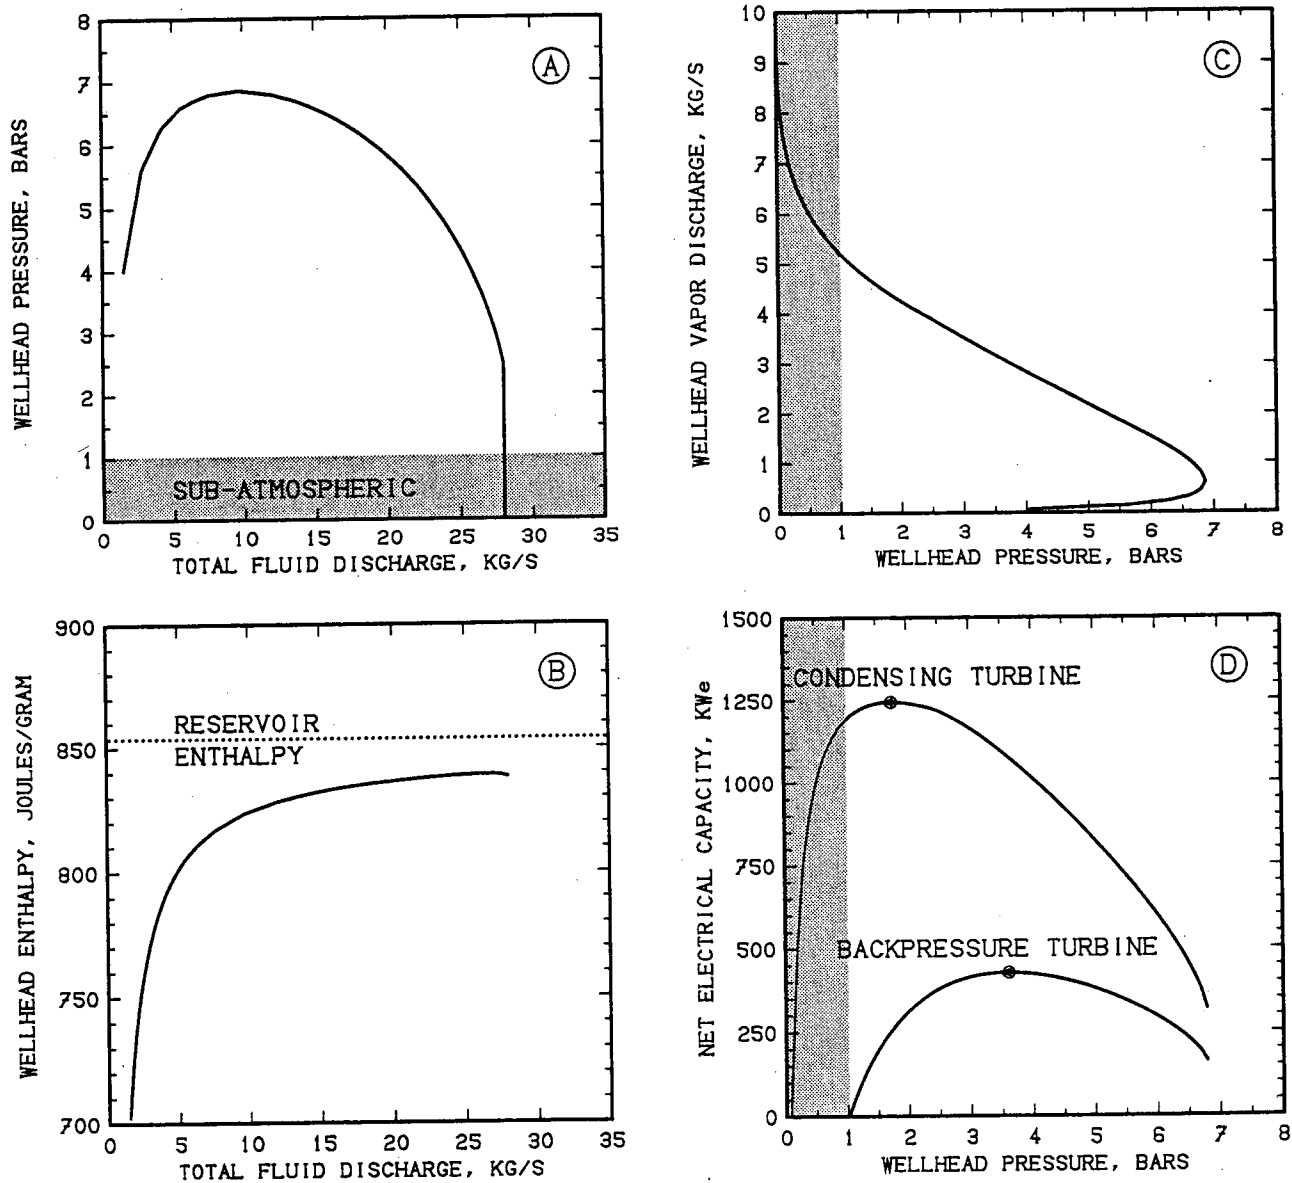 A
WELLHEAD PRESSURE, BARS
8
7
6
5
4
3
2
1
0
SUB-ATMOSPHERIC
0 5 10 15 20 25 30 35
TOTAL FLUID DISCHARGE, KG/S
C
WELLHEAD VAPOR DISCHARGE, KG/S
10
9
8
7
6
5
4
3
2
1
0
0 1 2 3 4 5 6 7 8
WELLHEAD PRESSURE, BARS
B
WELLHEAD ENTHALPY, JOULES/GRAM
900
850
800
750
700
RESERVOIR
ENTHALPY
0 5 10 15 20 25 30 35
TOTAL FLUID DISCHARGE, KG/S
D
NET ELECTRICAL CAPACITY, KWe
1500
1250
1000
750
500
250
0
CONDENSING TURBINE
BACKPRESSURE TURBINE
0 1 2 3 4 5 6 7 8
WELLHEAD PRESSURE, BARS